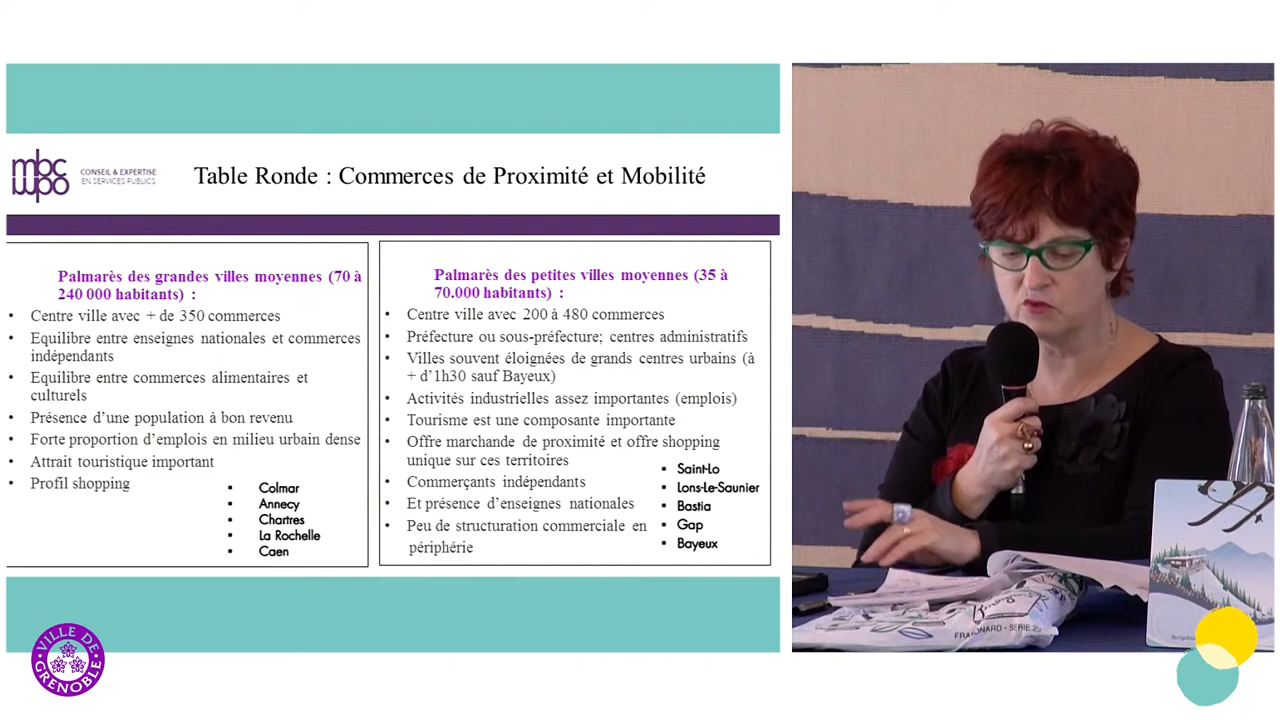 mbc
CONSEIL & EXPERTISE
EN SERVICES PUBLICS
Table Ronde : Commerces de Proximité et Mobilité
Palmarès des grandes villes moyennes (70 à
240 000 habitants) :
• Centre ville avec + de 350 commerces
• Equilibre entre enseignes nationales et commerces
indépendants
• Equilibre entre commerces alimentaires et
culturels
• Présence d’une population à bon revenu
• Forte proportion d’emplois en milieu urbain dense
• Attrait touristique important
• Profil shopping
▪ Colmar
▪ Annecy
▪ Chartres
▪ La Rochelle
▪ Caen
Palmarès des petites villes moyennes (35 à
70.000 habitants) :
• Centre ville avec 200 à 480 commerces
• Préfecture ou sous-préfecture; centres administratifs
• Villes souvent éloignées de grands centres urbains (à
+ d’1h30 sauf Bayeux)
• Activités industrielles assez importantes (emplois)
• Tourisme est une composante importante
• Offre marchande de proximité et offre shopping
unique sur ces territoires
• Commerçants indépendants
• Et présence d’enseignes nationales
• Peu de structuration commerciale en
périphérie
▪ Saint-Lo
▪ Lons-Le-Saunier
▪ Bastia
▪ Gap
▪ Bayeux
VILLE DE
GRENOBLE